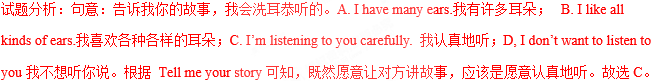 试题分析：句意：告诉我你的故事，我会洗耳恭听的。A. I have many ears.我有许多耳朵； B. I like all
kinds of ears.我喜欢各种各样的耳朵；C. I'm listening to you carefully. 我认真地听；D, I don't want to listen to
you 我不想听你说。根据 Tell me your story 可知，既然愿意让对方讲故事，应该是愿意认真地听。故选 C。